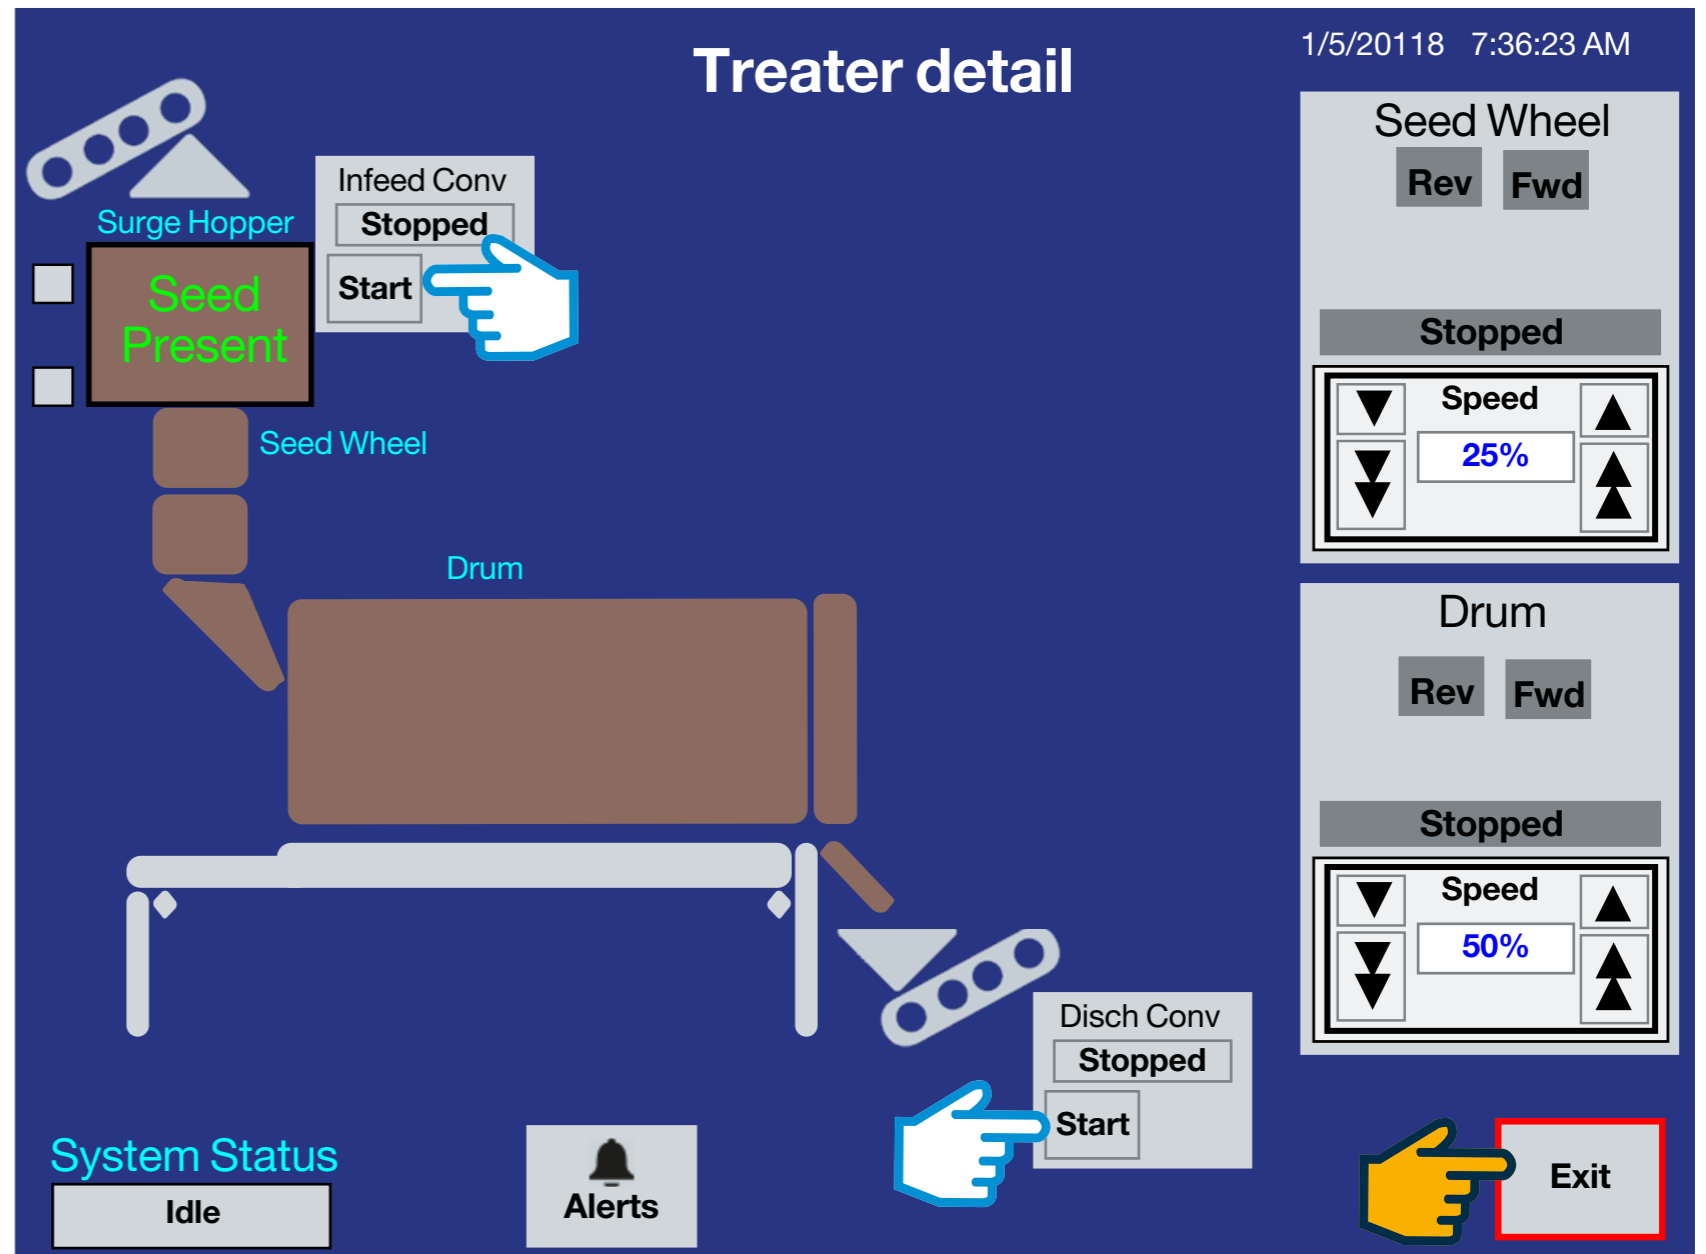 Treater detail
1/5/20118 7:36:23 AM
Infeed Conv
Stopped
Start
Surge Hopper
Seed
Present
Seed Wheel
Drum
Seed Wheel
Rev Fwd
Stopped
Speed
25%
Drum
Rev Fwd
Stopped
Speed
50%
Disch Conv
Stopped
Start
System Status
Idle
Alerts
Exit